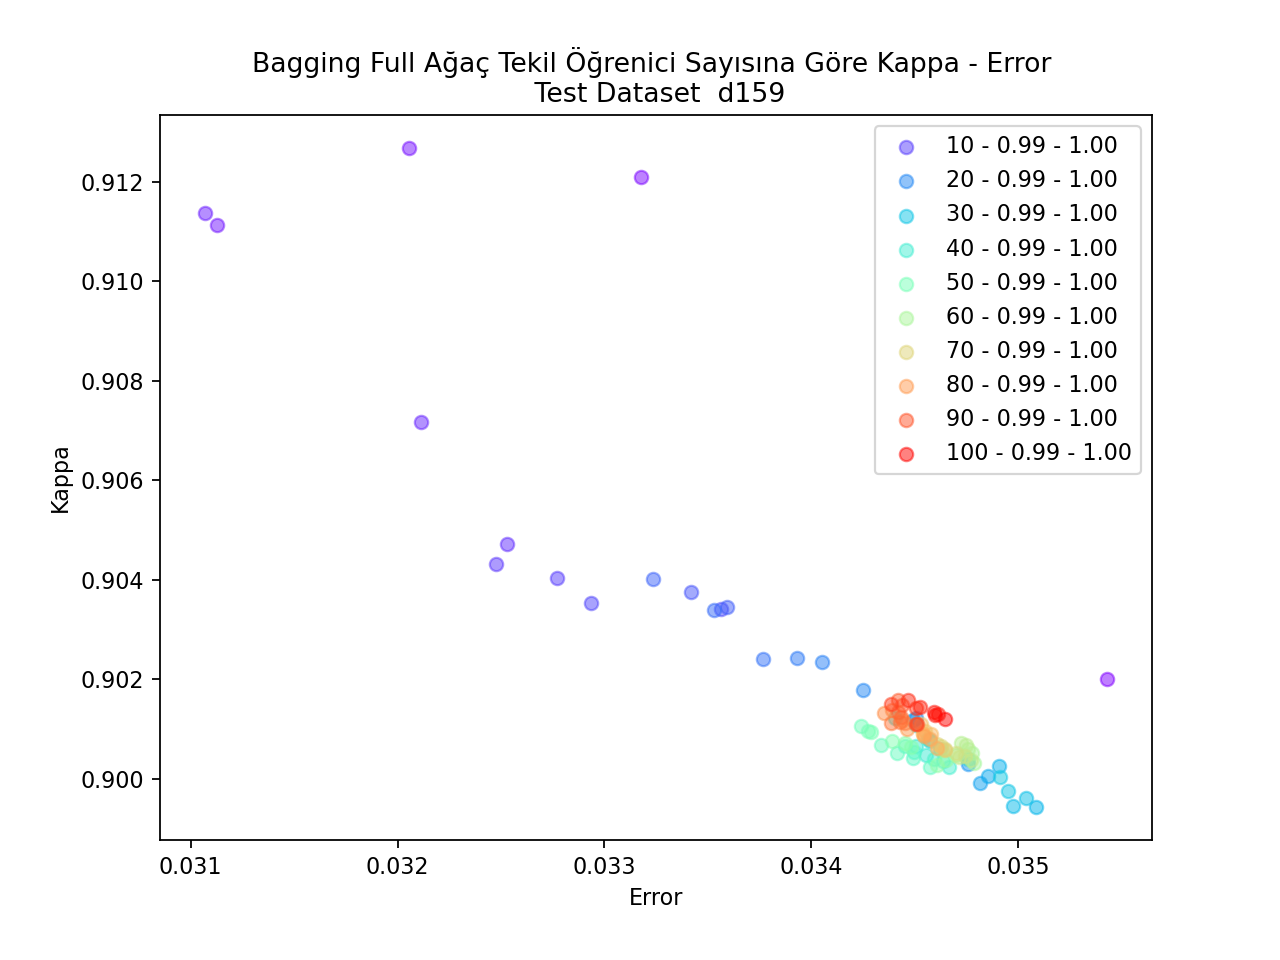 Bagging Full Ağaç Tekil Öğrenici Sayısına Göre Kappa - Error
Test Dataset  d159
10 - 0.99 - 1.00
20 - 0.99 - 1.00
30 - 0.99 - 1.00
40 - 0.99 - 1.00
50 - 0.99 - 1.00
60 - 0.99 - 1.00
70 - 0.99 - 1.00
80 - 0.99 - 1.00
90 - 0.99 - 1.00
100 - 0.99 - 1.00
Kappa
0.912
0.910
0.908
0.906
0.904
0.902
0.900
0.031
0.032
0.033
0.034
0.035
Error